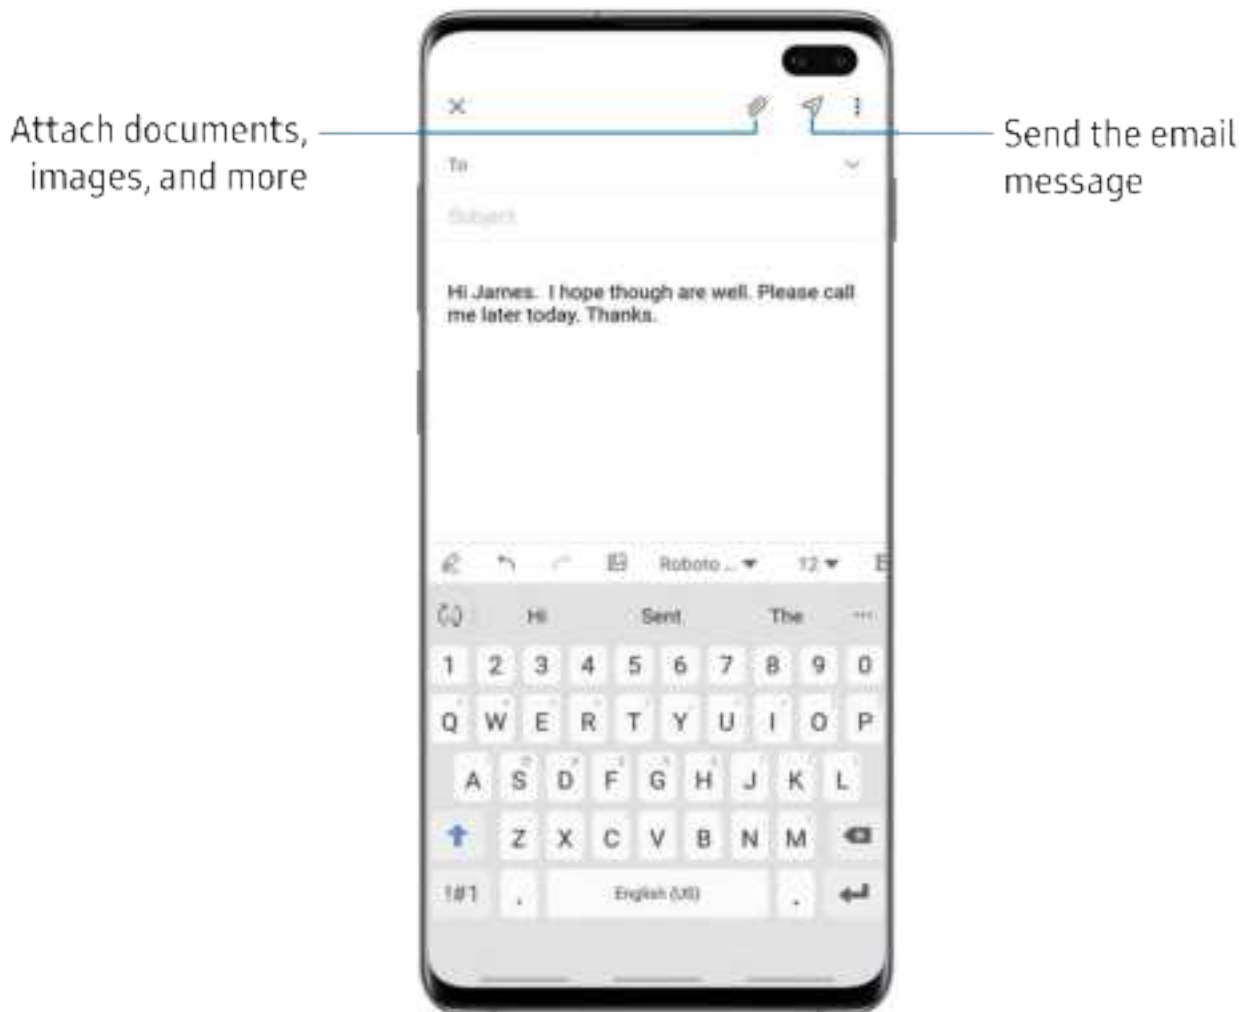 Attach documents,
images, and more
Send the email
message
To
Subject
Hi James. I hope though are well. Please call
me later today. Thanks.
Roboto ... 12
Hi Sent The ...
1 2 3 4 5 6 7 8 9 0
Q W E R T Y U I O P
A S D F G H J K L
Z X C V B N M
!#1 , English (US) .